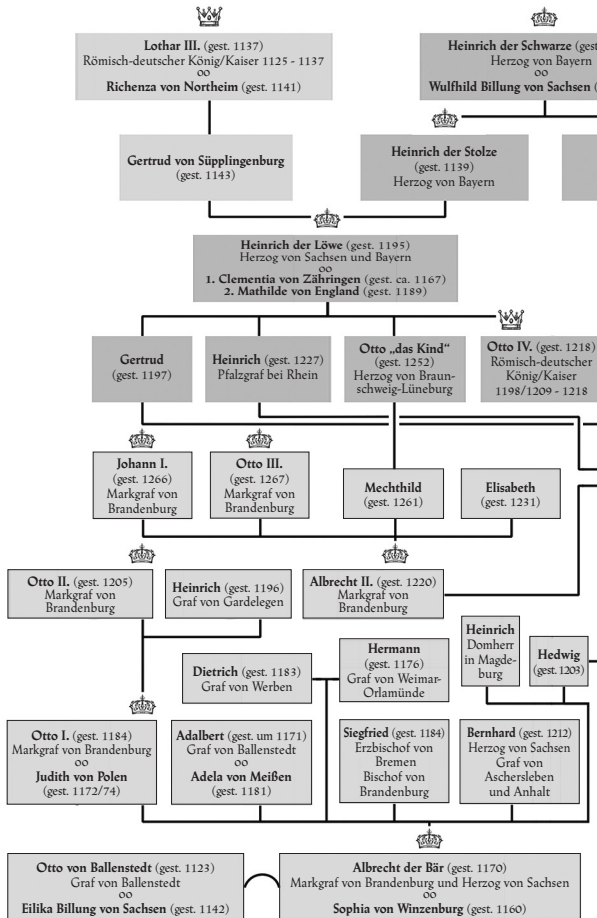 Lothar III. (gest. 1137)
Römisch-deutscher König/Kaiser 1125 - 1137
oo
Richenza von Northeim (gest. 1141)
Heinrich der Schwarze (gest
Herzog von Bayern
oo
Wulfhild Billung von Sachsen (
Gertrud von Süpplingenburg
(gest. 1143)
Heinrich der Stolze
(gest. 1139)
Herzog von Bayern
Heinrich der Löwe (gest. 1195)
Herzog von Sachsen und Bayern
oo
1. Clementia von Zähringen (gest. ca. 1167)
2. Mathilde von England (gest. 1189)
Gertrud
(gest. 1197)
Heinrich (gest. 1227)
Pfalzgraf bei Rhein
Otto „das Kind“
(gest. 1252)
Herzog von Braun-
schweig-Lüneburg
Otto IV. (gest. 1218)
Römisch-deutscher
König/Kaiser
1198/1209 - 1218
Johann I.
(gest. 1266)
Markgraf von
Brandenburg
Otto III.
(gest. 1267)
Markgraf von
Brandenburg
Mechthild
(gest. 1261)
Elisabeth
(gest. 1231)
Otto II. (gest. 1205)
Markgraf von
Brandenburg
Heinrich (gest. 1196)
Graf von Gardelegen
Albrecht II. (gest. 1220)
Markgraf von
Brandenburg
Dietrich (gest. 1183)
Graf von Werben
Hermann
(gest. 1176)
Graf von Weimar-
Orlamünde
Heinrich
Domherr
in Magde-
burg
Hedwig
(gest. 1203)
Otto I. (gest. 1184)
Markgraf von Brandenburg
oo
Judith von Polen
(gest. 1172/74)
Adalbert (gest. um 1171)
Graf von Ballenstedt
oo
Adela von Meißen
(gest. 1181)
Siegfried (gest. 1184)
Erzbischof von
Bremen
Bischof von
Brandenburg
Bernhard (gest. 1212)
Herzog von Sachsen
Graf von
Aschersleben
und Anhalt
Otto von Ballenstedt (gest. 1123)
Graf von Ballenstedt
oo
Eilika Billung von Sachsen (gest. 1142)
Albrecht der Bär (gest. 1170)
Markgraf von Brandenburg und Herzog von Sachsen
oo
Sophia von Winzenburg (gest. 1160)